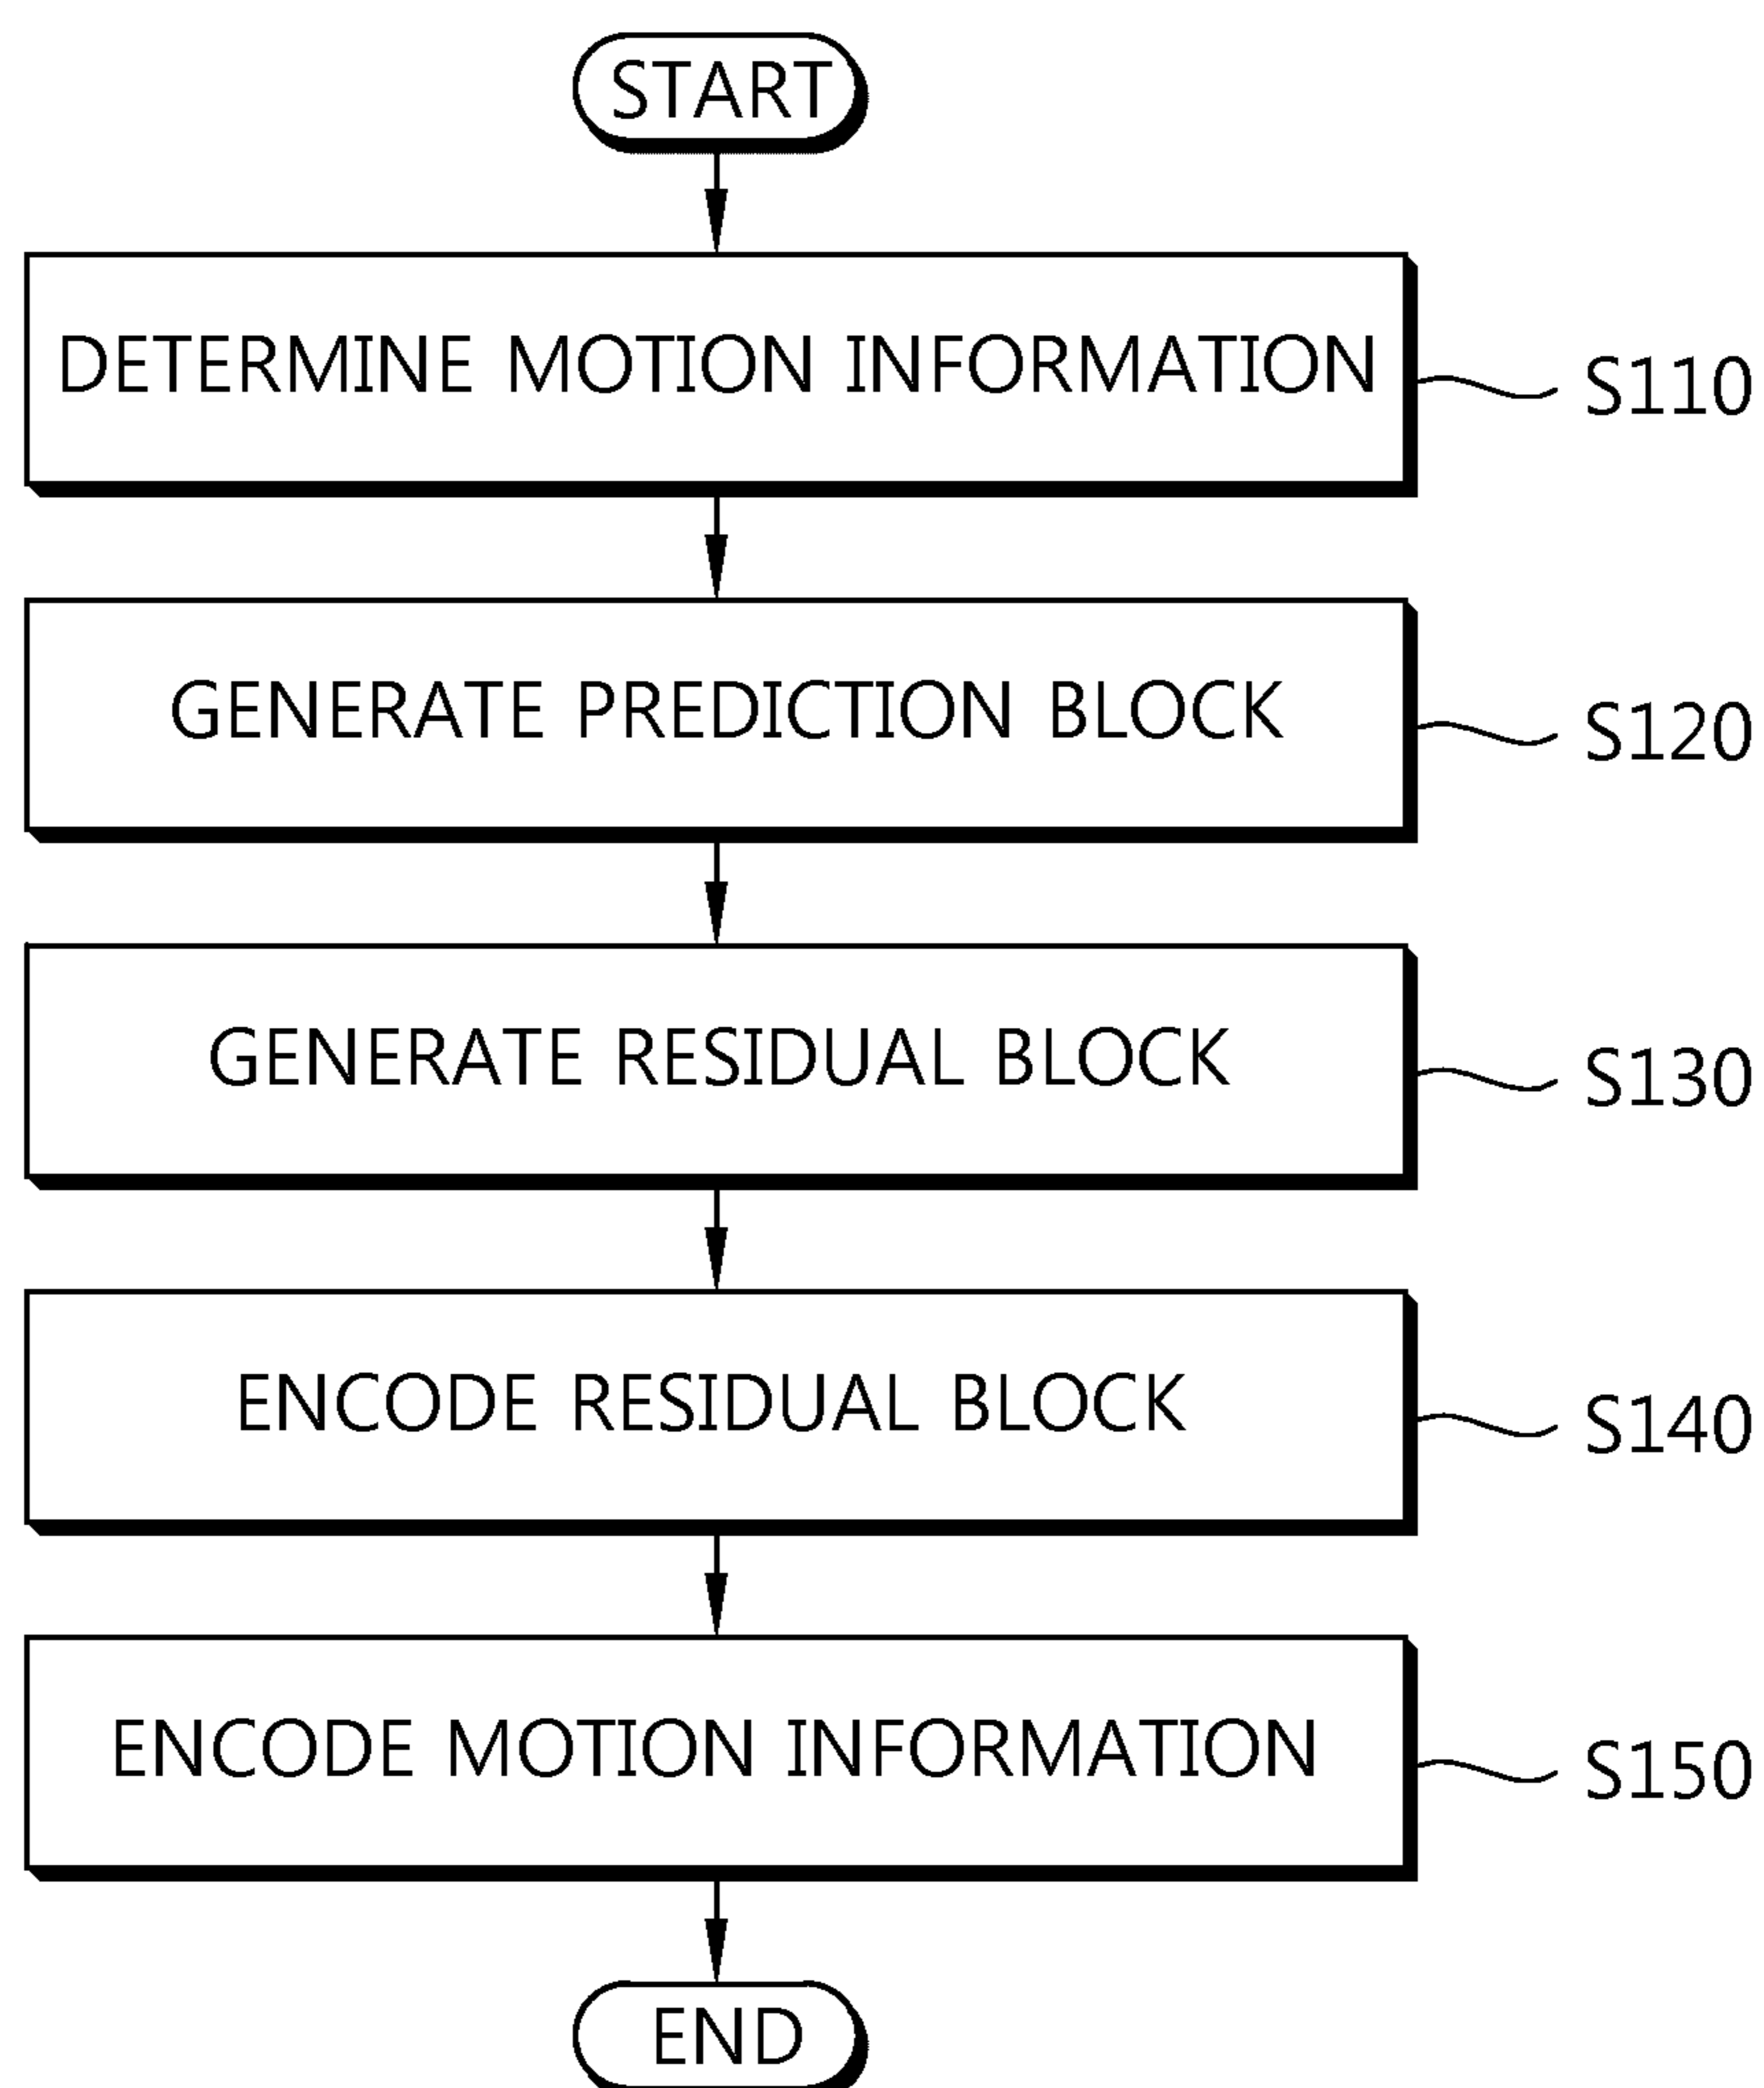 START
DETERMINE MOTION INFORMATION
S110
GENERATE PREDICTION BLOCK
S120
GENERATE RESIDUAL BLOCK
S130
ENCODE RESIDUAL BLOCK
S140
ENCODE MOTION INFORMATION
S150
END